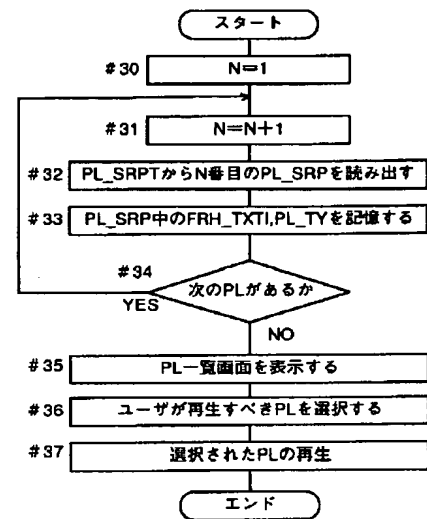 スタート
#30 N=1
#31 N=N+1
#32 PL_SRPTからN番目のPL_SRPを読み出す
#33 PL_SRP中のFRH_TXTI,PL_TYを記憶する
#34
次のPLがあるか
YES
NO
#35 PL一覧画面を表示する
#36 ユーザが再生すべきPLを選択する
#37 選択されたPLの再生
エンド